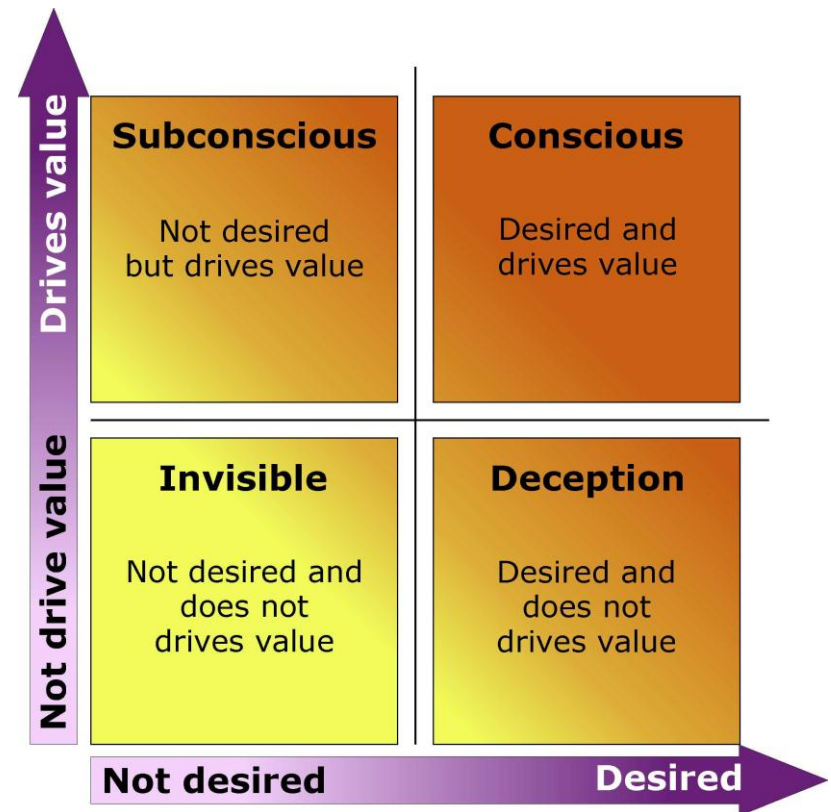 Drives value
Not drive value
Subconscious
Not desired
but drives value
Conscious
Desired and
drives value
Invisible
Not desired and
does not
drives value
Deception
Desired and
does not
drives value
Not desired
Desired